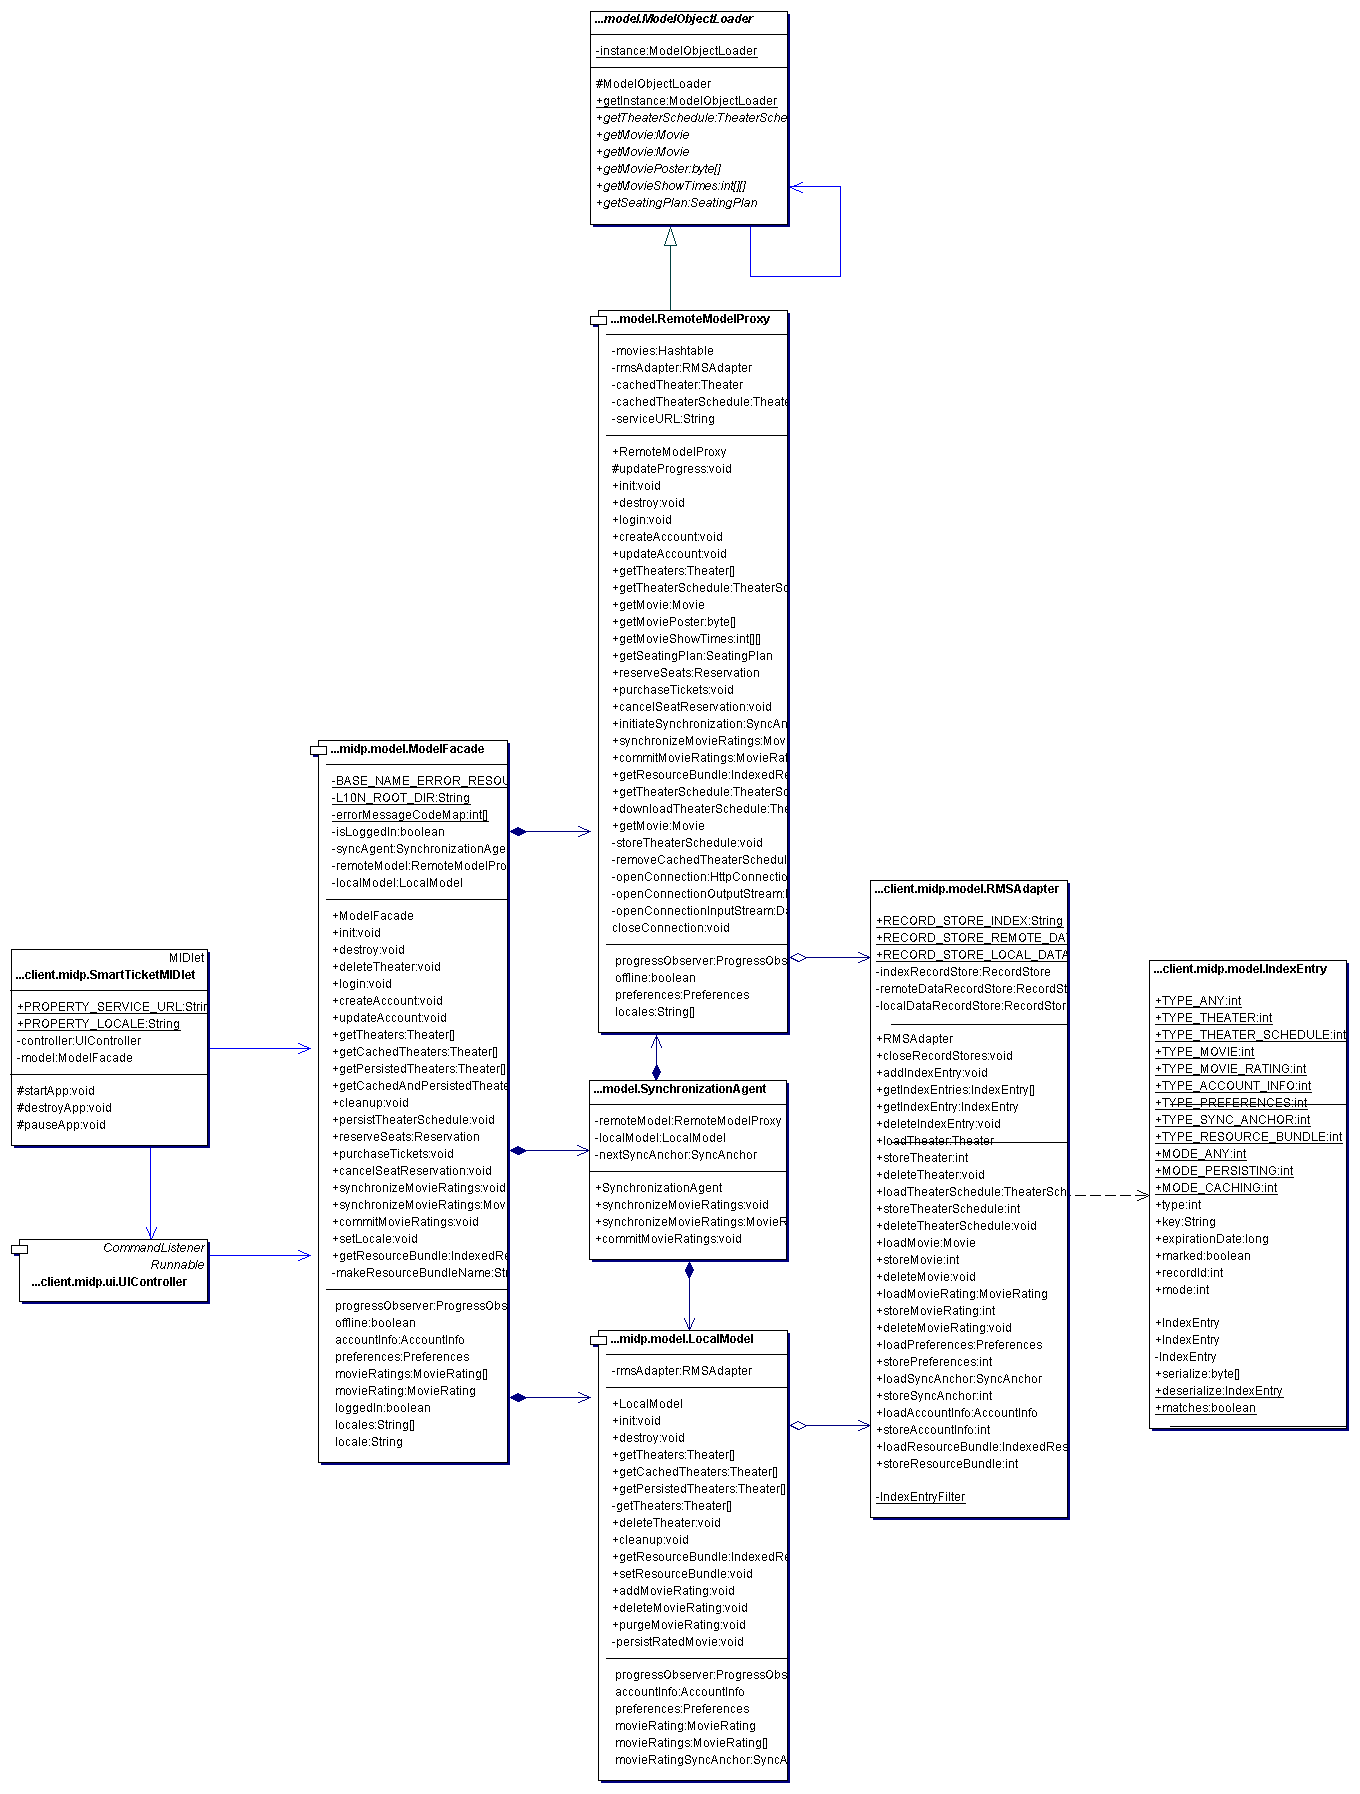 ...model.ModelObjectLoader
-instance:ModelObjectLoader
#ModelObjectLoader
+getInstance:ModelObjectLoader
+getTheaterSchedule:TheaterSche
+getMovie:Movie
+getMovie:Movie
+getMoviePoster:byte[]
+getMovieShowTimes:int[][]
+getSeatingPlan:SeatingPlan
...model.RemoteModelProxy
-movies:Hashtable
-rmsAdapter:RMSAdapter
-cachedTheater:Theater
-cachedTheaterSchedule:Theate
-serviceURL:String
+RemoteModelProxy
#updateProgress:void
+init:void
+destroy:void
+login:void
+createAccount:void
+updateAccount:void
+getTheaters:Theater[]
+getTheaterSchedule:TheaterSc
+getMovie:Movie
+getMoviePoster:byte[]
+getMovieShowTimes:int[][]
+getSeatingPlan:SeatingPlan
+reserveSeats:Reservation
+purchaseTickets:void
+cancelSeatReservation:void
+initiateSynchronization:SyncAn
+synchronizeMovieRatings:Mov
+commitMovieRatings:MovieRat
+getResourceBundle:IndexedRe
+getTheaterSchedule:TheaterSc
+downloadTheaterSchedule:The
+getMovie:Movie
-storeTheaterSchedule:void
-removeCachedTheaterSchedul
-openConnection:HttpConnectio
-openConnectionOutputStream:
-openConnectionInputStream:Da
closeConnection:void
progressObserver:ProgressObs
offline:boolean
preferences:Preferences
locales:String[]
...midp.model.ModelFacade
-BASE_NAME_ERROR_RESOU
-L10N_ROOT_DIR:String
-errorMessageCodeMap:int[]
-isLoggedIn:boolean
-syncAgent:SynchronizationAge
-remoteModel:RemoteModelPro
-localModel:LocalModel
+ModelFacade
+init:void
+destroy:void
+deleteTheater:void
+login:void
+createAccount:void
+updateAccount:void
+getTheaters:Theater[]
+getCachedTheaters:Theater[]
+getPersistedTheaters:Theater[]
+getCachedAndPersistedTheate
+cleanup:void
+persistTheaterSchedule:void
+reserveSeats:Reservation
+purchaseTickets:void
+cancelSeatReservation:void
+synchronizeMovieRatings:void
+synchronizeMovieRatings:Mov
+commitMovieRatings:void
+setLocale:void
+getResourceBundle:IndexedRe
-makeResourceBundleName:Str
progressObserver:ProgressObs
offline:boolean
accountInfo:AccountInfo
preferences:Preferences
movieRatings:MovieRating[]
movieRating:MovieRating
loggedIn:boolean
locales:String[]
locale:String
MIDlet
...client.midp.SmartTicketMIDlet
+PROPERTY_SERVICE_URL:Strin
+PROPERTY_LOCALE:String
-controller:UIController
-model:ModelFacade
#startApp:void
#destroyApp:void
#pauseApp:void
CommandListener
Runnable
...client.midp.ui.UIController
...model.SynchronizationAgent
-remoteModel:RemoteModelProxy
-localModel:LocalModel
-nextSyncAnchor:SyncAnchor
+SynchronizationAgent
+synchronizeMovieRatings:void
+synchronizeMovieRatings:MovieR
+commitMovieRatings:void
...midp.model.LocalModel
-rmsAdapter:RMSAdapter
+LocalModel
+init:void
+destroy:void
+getTheaters:Theater[]
+getCachedTheaters:Theater[]
+getPersistedTheaters:Theater[]
-getTheaters:Theater[]
+deleteTheater:void
+cleanup:void
+getResourceBundle:IndexedRe
+setResourceBundle:void
+addMovieRating:void
+deleteMovieRating:void
+purgeMovieRating:void
-persistRatedMovie:void
progressObserver:ProgressObs
accountInfo:AccountInfo
preferences:Preferences
movieRating:MovieRating
movieRatings:MovieRating[]
movieRatingSyncAnchor:SyncA
...client.midp.model.RMSAdapter
+RECORD_STORE_INDEX:String
+RECORD_STORE_REMOTE_DA
+RECORD_STORE_LOCAL_DATA
-indexRecordStore:RecordStore
-remoteDataRecordStore:RecordSt
-localDataRecordStore:RecordStor
+RMSAdapter
+closeRecordStores:void
+addIndexEntry:void
+getIndexEntries:IndexEntry[]
+getIndexEntry:IndexEntry
+deleteIndexEntry:void
+loadTheater:Theater
+storeTheater:int
+deleteTheater:void
+loadTheaterSchedule:TheaterSch
+storeTheaterSchedule:int
+deleteTheaterSchedule:void
+loadMovie:Movie
+storeMovie:int
+deleteMovie:void
+loadMovieRating:MovieRating
+storeMovieRating:int
+deleteMovieRating:void
+loadPreferences:Preferences
+storePreferences:int
+loadSyncAnchor:SyncAnchor
+storeSyncAnchor:int
+loadAccountInfo:AccountInfo
+storeAccountInfo:int
+loadResourceBundle:IndexedRes
+storeResourceBundle:int
-IndexEntryFilter
...client.midp.model.IndexEntry
+TYPE_ANY:int
+TYPE_THEATER:int
+TYPE_THEATER_SCHEDULE:int
+TYPE_MOVIE:int
+TYPE_MOVIE_RATING:int
+TYPE_ACCOUNT_INFO:int
+TYPE_PREFERENCES:int
+TYPE_SYNC_ANCHOR:int
+TYPE_RESOURCE_BUNDLE:int
+MODE_ANY:int
+MODE_PERSISTING:int
+MODE_CACHING:int
-type:int
-key:String
-expirationDate:long
-marked:boolean
-recordId:int
-mode:int
+IndexEntry
+IndexEntry
-IndexEntry
+serialize:byte[]
+deserialize:IndexEntry
+matches:boolean